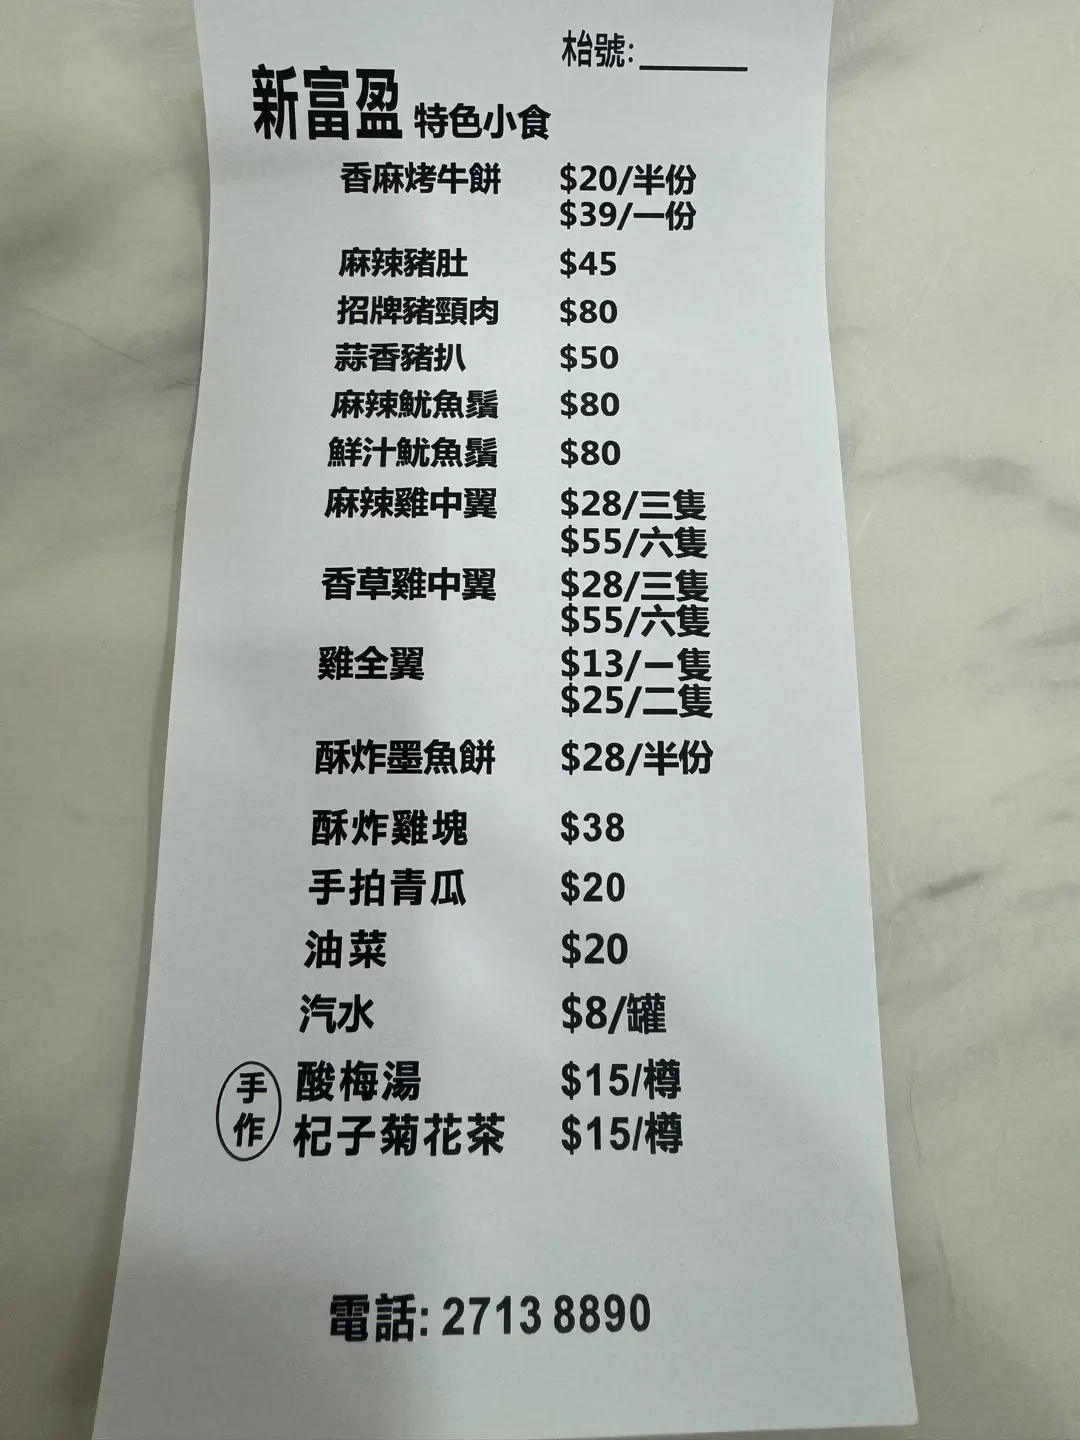 枱號:______
新富盈 特色小食
香麻烤牛餅 $20/半份
$39/一份
麻辣豬肚 $45
招牌豬頸肉 $80
蒜香豬扒 $50
麻辣魷魚鬚 $80
鮮汁魷魚鬚 $80
麻辣雞中翼 $28/三隻
$55/六隻
香草雞中翼 $28/三隻
$55/六隻
雞全翼 $13/一隻
$25/二隻
酥炸墨魚餅 $28/半份
酥炸雞塊 $38
手拍青瓜 $20
油菜 $20
汽水 $8/罐
手作
酸梅湯 $15/樽
杞子菊花茶 $15/樽
電話: 2713 8890